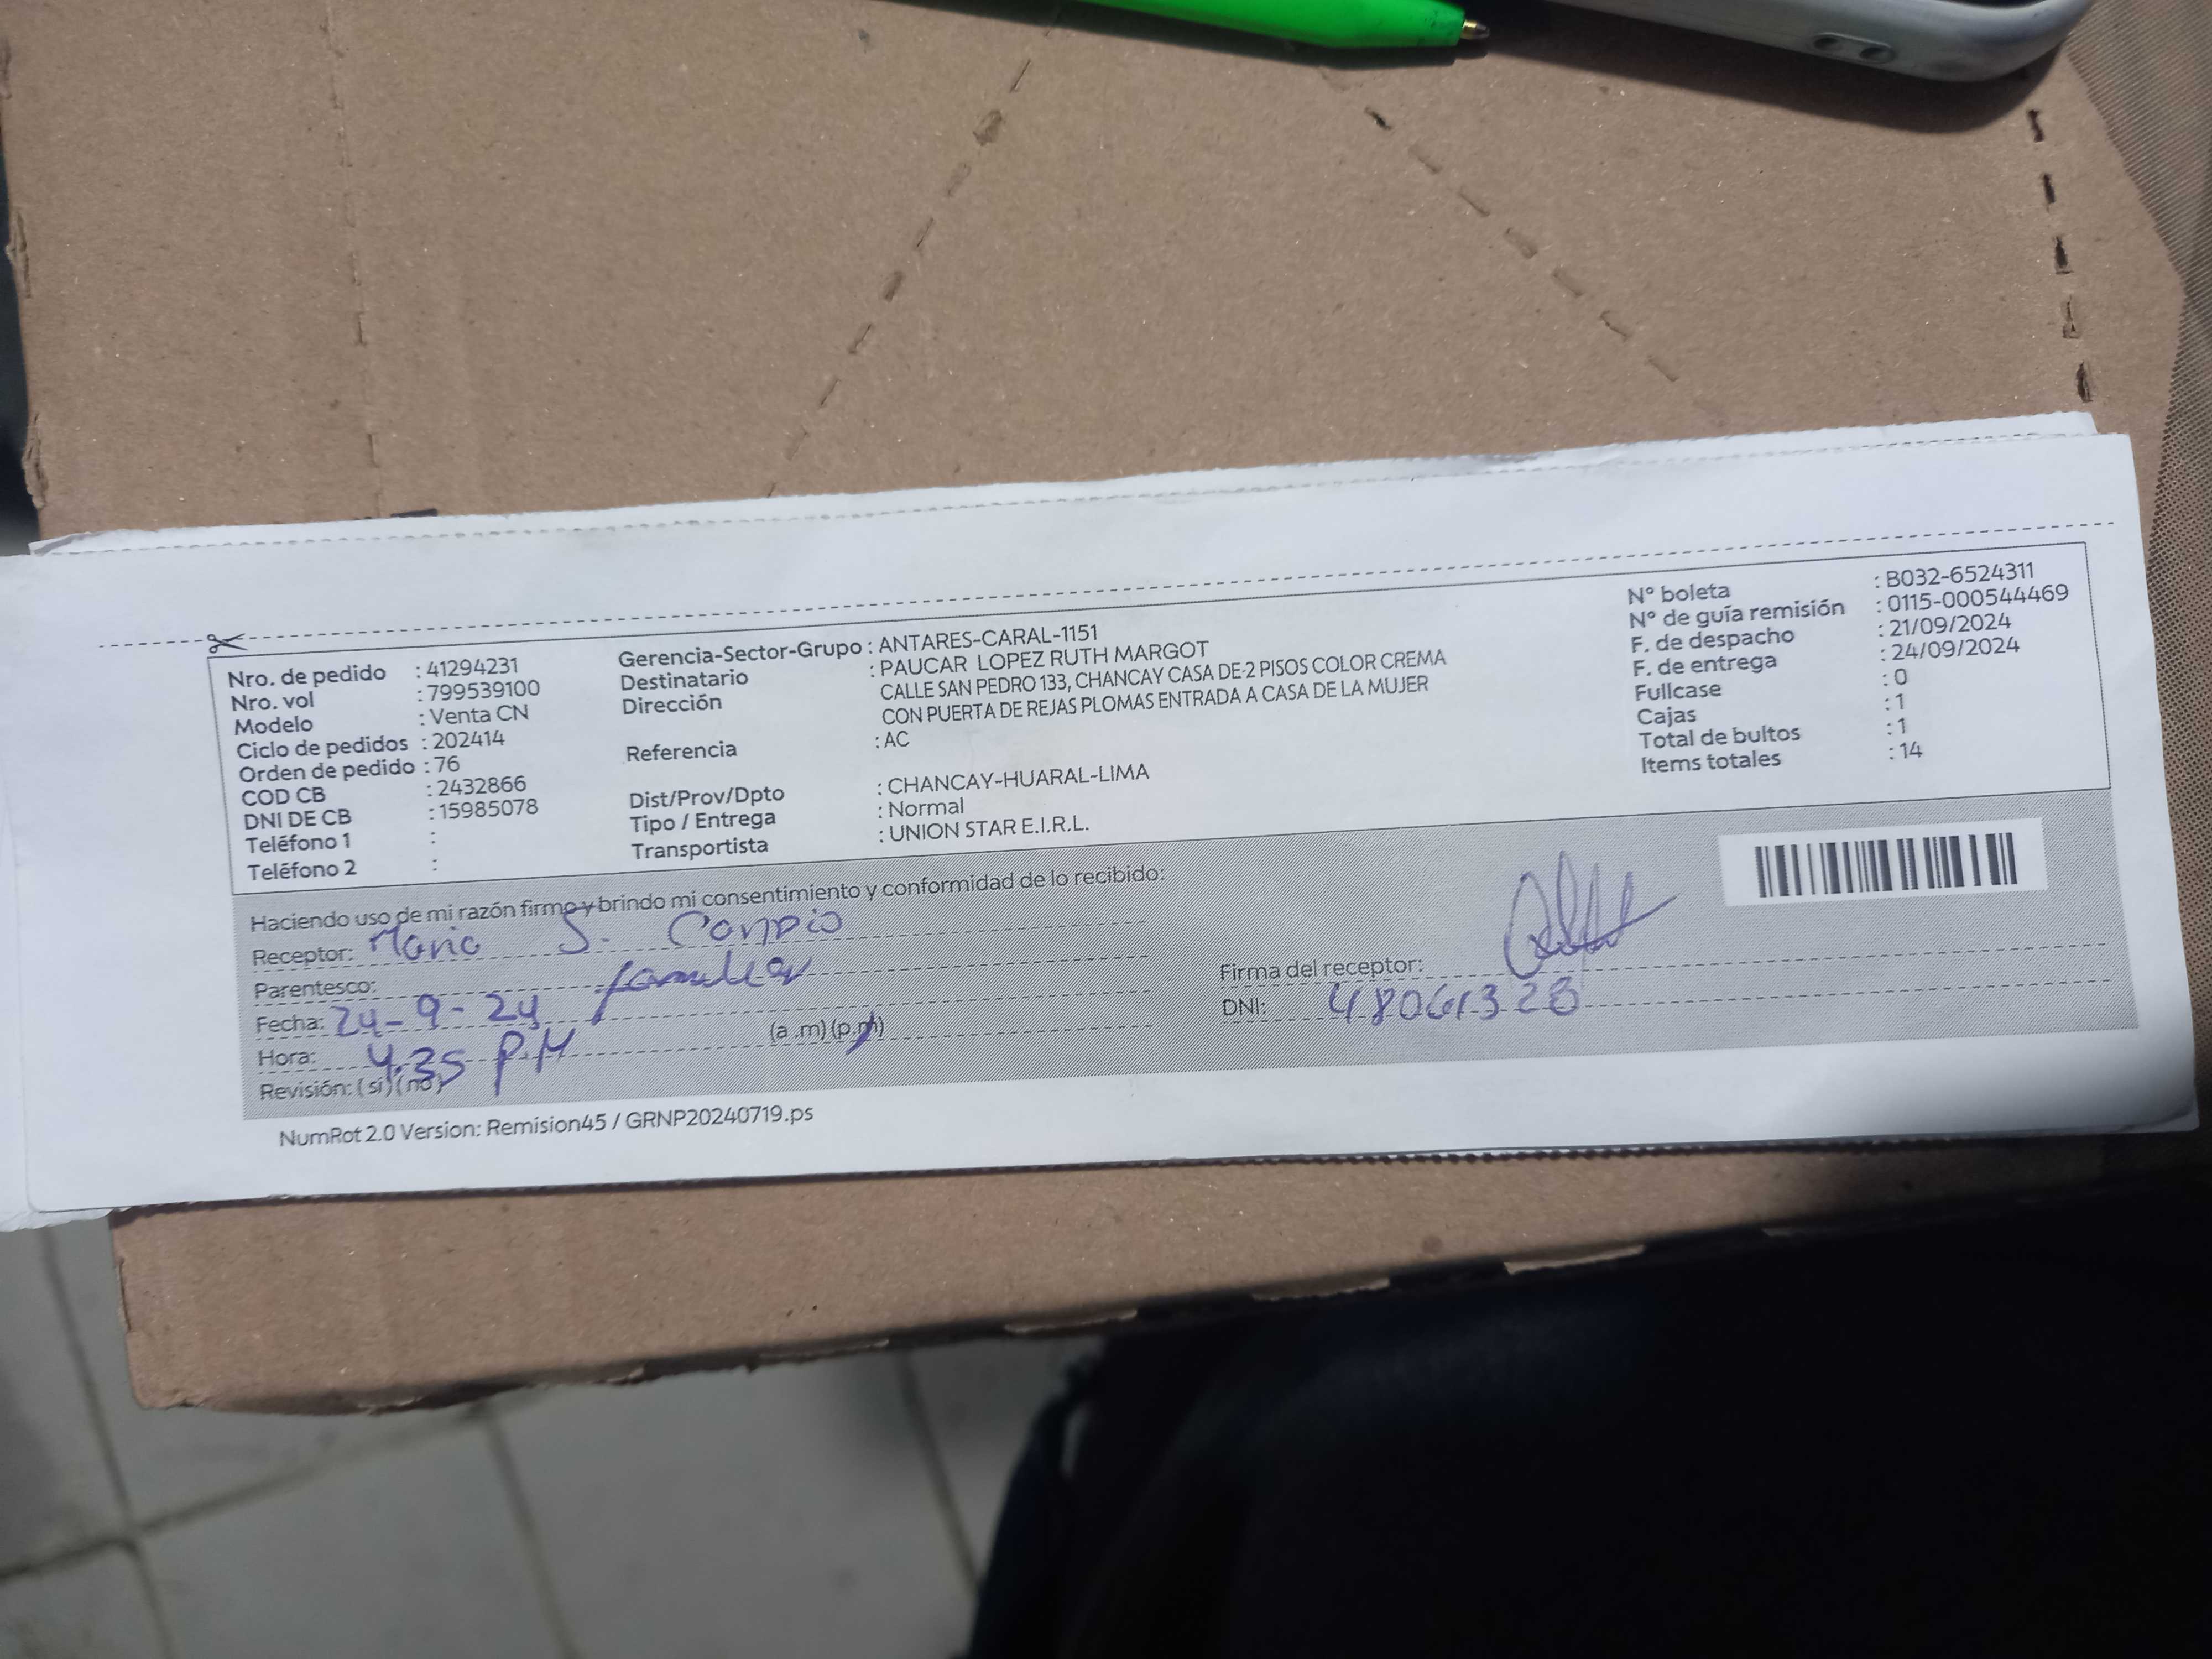 Nro. de pedido : 41294231
Nro. vol : 799539100
Modelo : Venta CN
Ciclo de pedidos : 202414
Orden de pedido : 76
COD CB : 2432866
DNI DE CB : 15985078
Teléfono 1 :
Teléfono 2 :
Gerencia-Sector-Grupo : ANTARES-CARAL-1151
Destinatario : PAUCAR LOPEZ RUTH MARGOT
Dirección CALLE SAN PEDRO 133, CHANCAY CASA DE-2 PISOS COLOR CREMA
CON PUERTA DE REJAS PLOMAS ENTRADA A CASA DE LA MUJER
Referencia : AC
Dist/Prov/Dpto : CHANCAY-HUARAL-LIMA
Tipo / Entrega : Normal
Transportista : UNION STAR E.I.R.L.
N° boleta : B032-6524311
N° de guía remisión : 0115-000544469
F. de despacho : 21/09/2024
F. de entrega : 24/09/2024
Fullcase : 0
Cajas : 1
Total de bultos : 1
Items totales : 14
Haciendo uso de mi razón firmo y brindo mi consentimiento y conformidad de lo recibido:
Receptor: Maria S.
Parentesco: familiar
Fecha: 24-9-24
Hora: 4.35 P.M (a .m) (p.m)
Revisión: (si) (no)
Firma del receptor:
DNI: 48061328
NumRot 2.0 Version: Remision45 / GRNP20240719.ps